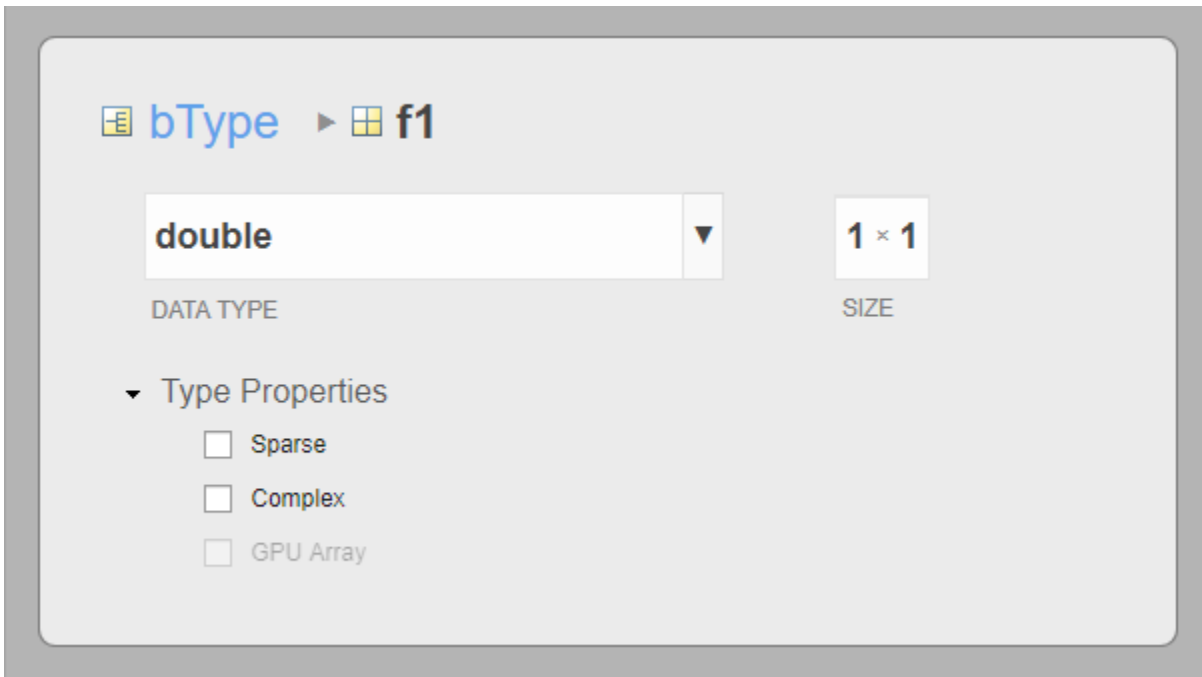 bType ▸ f1
double ▼ 1 × 1
DATA TYPE SIZE
Type Properties
Sparse
Complex
GPU Array